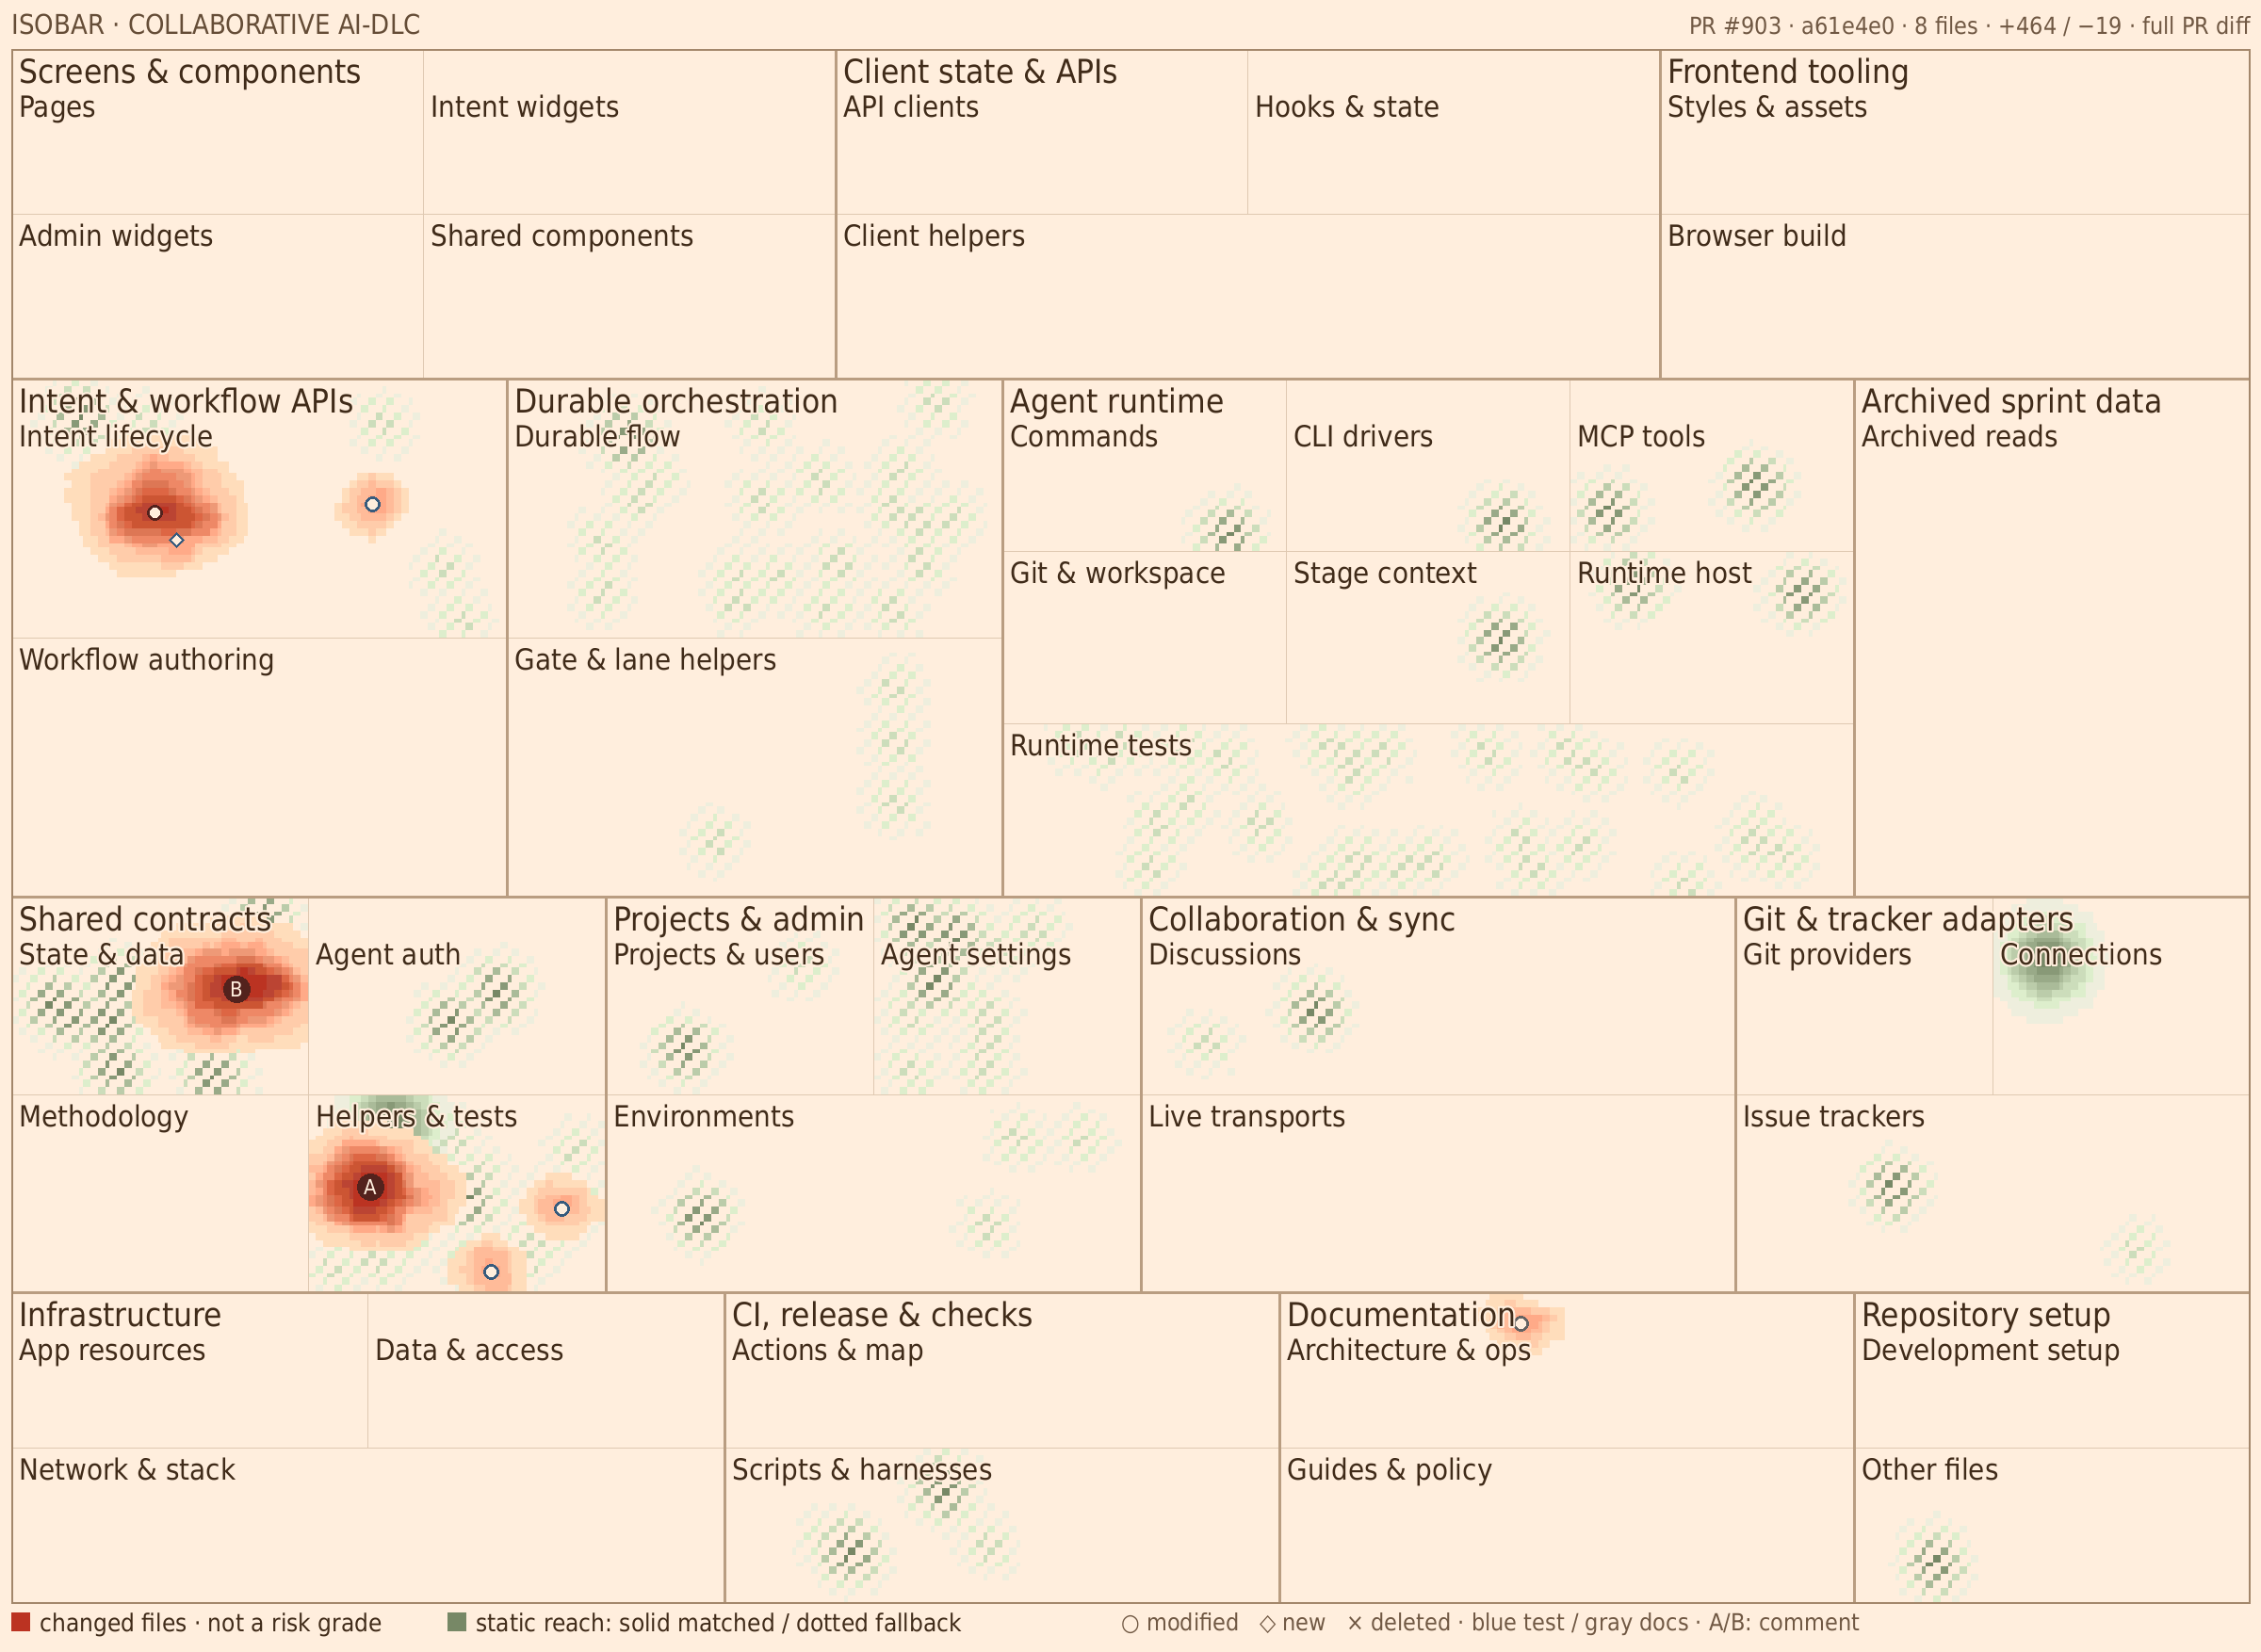 ISOBAR · COLLABORATIVE AI-DLC
PR #903 · a61e4e0 · 8 files · +464 / −19 · full PR diff
Screens & components
Pages
Intent widgets
Client state & APIs
API clients
Hooks & state
Frontend tooling
Styles & assets
Admin widgets
Shared components
Client helpers
Browser build
Intent & workflow APIs
Intent lifecycle
Durable orchestration
Durable flow
Agent runtime
Commands
CLI drivers
MCP tools
Archived sprint data
Archived reads
Git & workspace
Stage context
Runtime host
Workflow authoring
Gate & lane helpers
Runtime tests
Shared contracts
State & data
B
Agent auth
Projects & admin
Projects & users
Agent settings
Collaboration & sync
Discussions
Git & tracker adapters
Git providers
Connections
Methodology
Helpers & tests
A
Environments
Live transports
Issue trackers
Infrastructure
App resources
Data & access
CI, release & checks
Actions & map
Documentation
Architecture & ops
Repository setup
Development setup
Network & stack
Scripts & harnesses
Guides & policy
Other files
changed files · not a risk grade
static reach: solid matched / dotted fallback
○ modified ◇ new × deleted · blue test / gray docs · A/B: comment